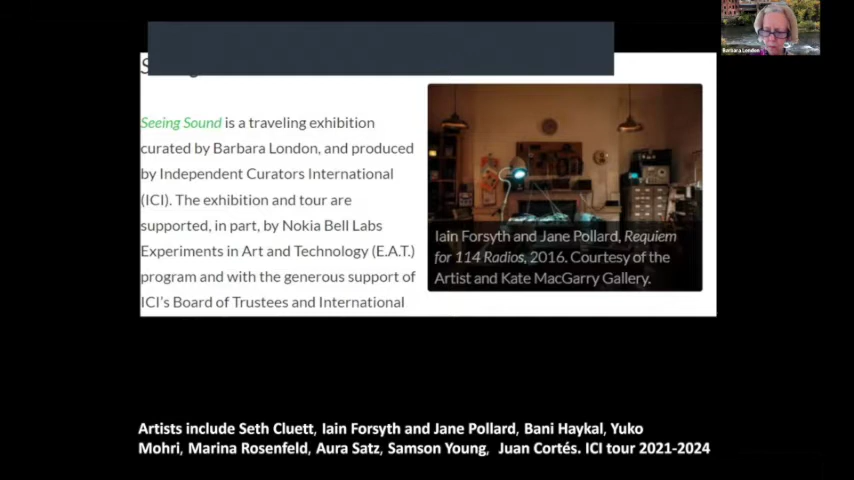 Barbara London
Seeing Sound is a traveling exhibition
curated by Barbara London, and produced
by Independent Curators International
(ICI). The exhibition and tour are
supported, in part, by Nokia Bell Labs
Experiments in Art and Technology (E.A.T.)
program and with the generous support of
ICI's Board of Trustees and International
Iain Forsyth and Jane Pollard, Requiem
for 114 Radios, 2016. Courtesy of the
Artist and Kate MacGarry Gallery.
Artists include Seth Cluett, Iain Forsyth and Jane Pollard, Bani Haykal, Yuko
Mohri, Marina Rosenfeld, Aura Satz, Samson Young, Juan Cortés. ICI tour 2021-2024